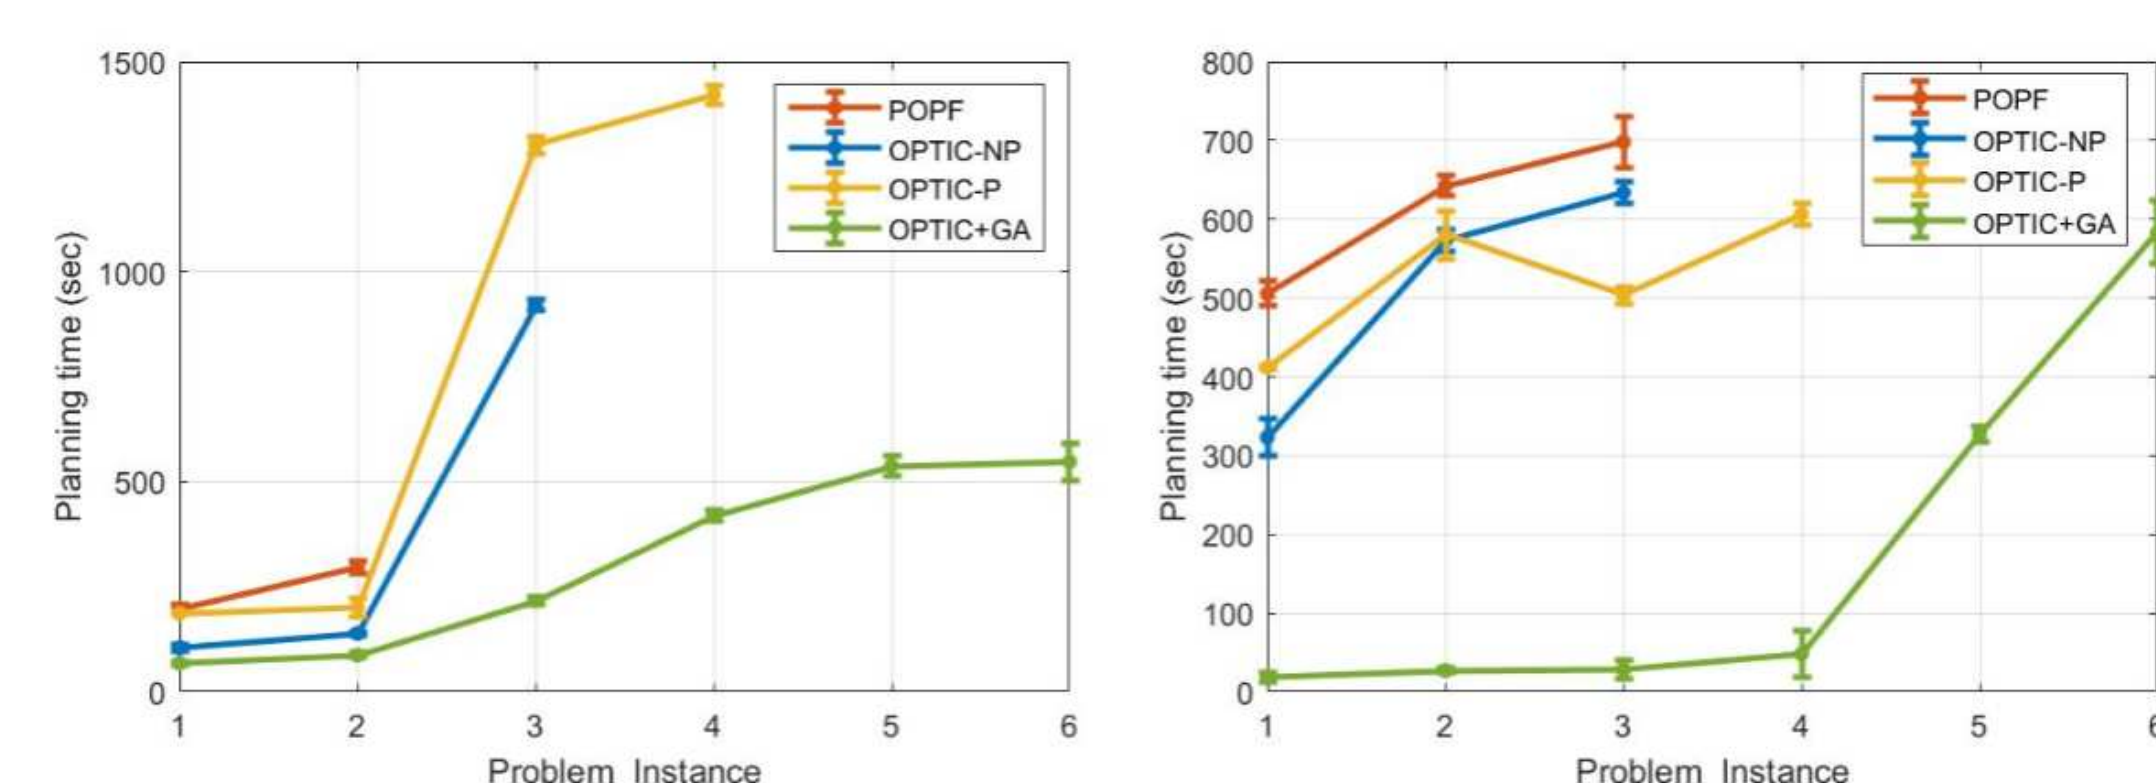 1500
1000
500
0
1 2 3 4 5 6
Planning time (sec)
Problem Instance
POPF
OPTIC-NP
OPTIC-P
OPTIC+GA
800
700
600
500
400
300
200
100
0
1 2 3 4 5 6
Planning time (sec)
Problem Instance
POPF
OPTIC-NP
OPTIC-P
OPTIC+GA